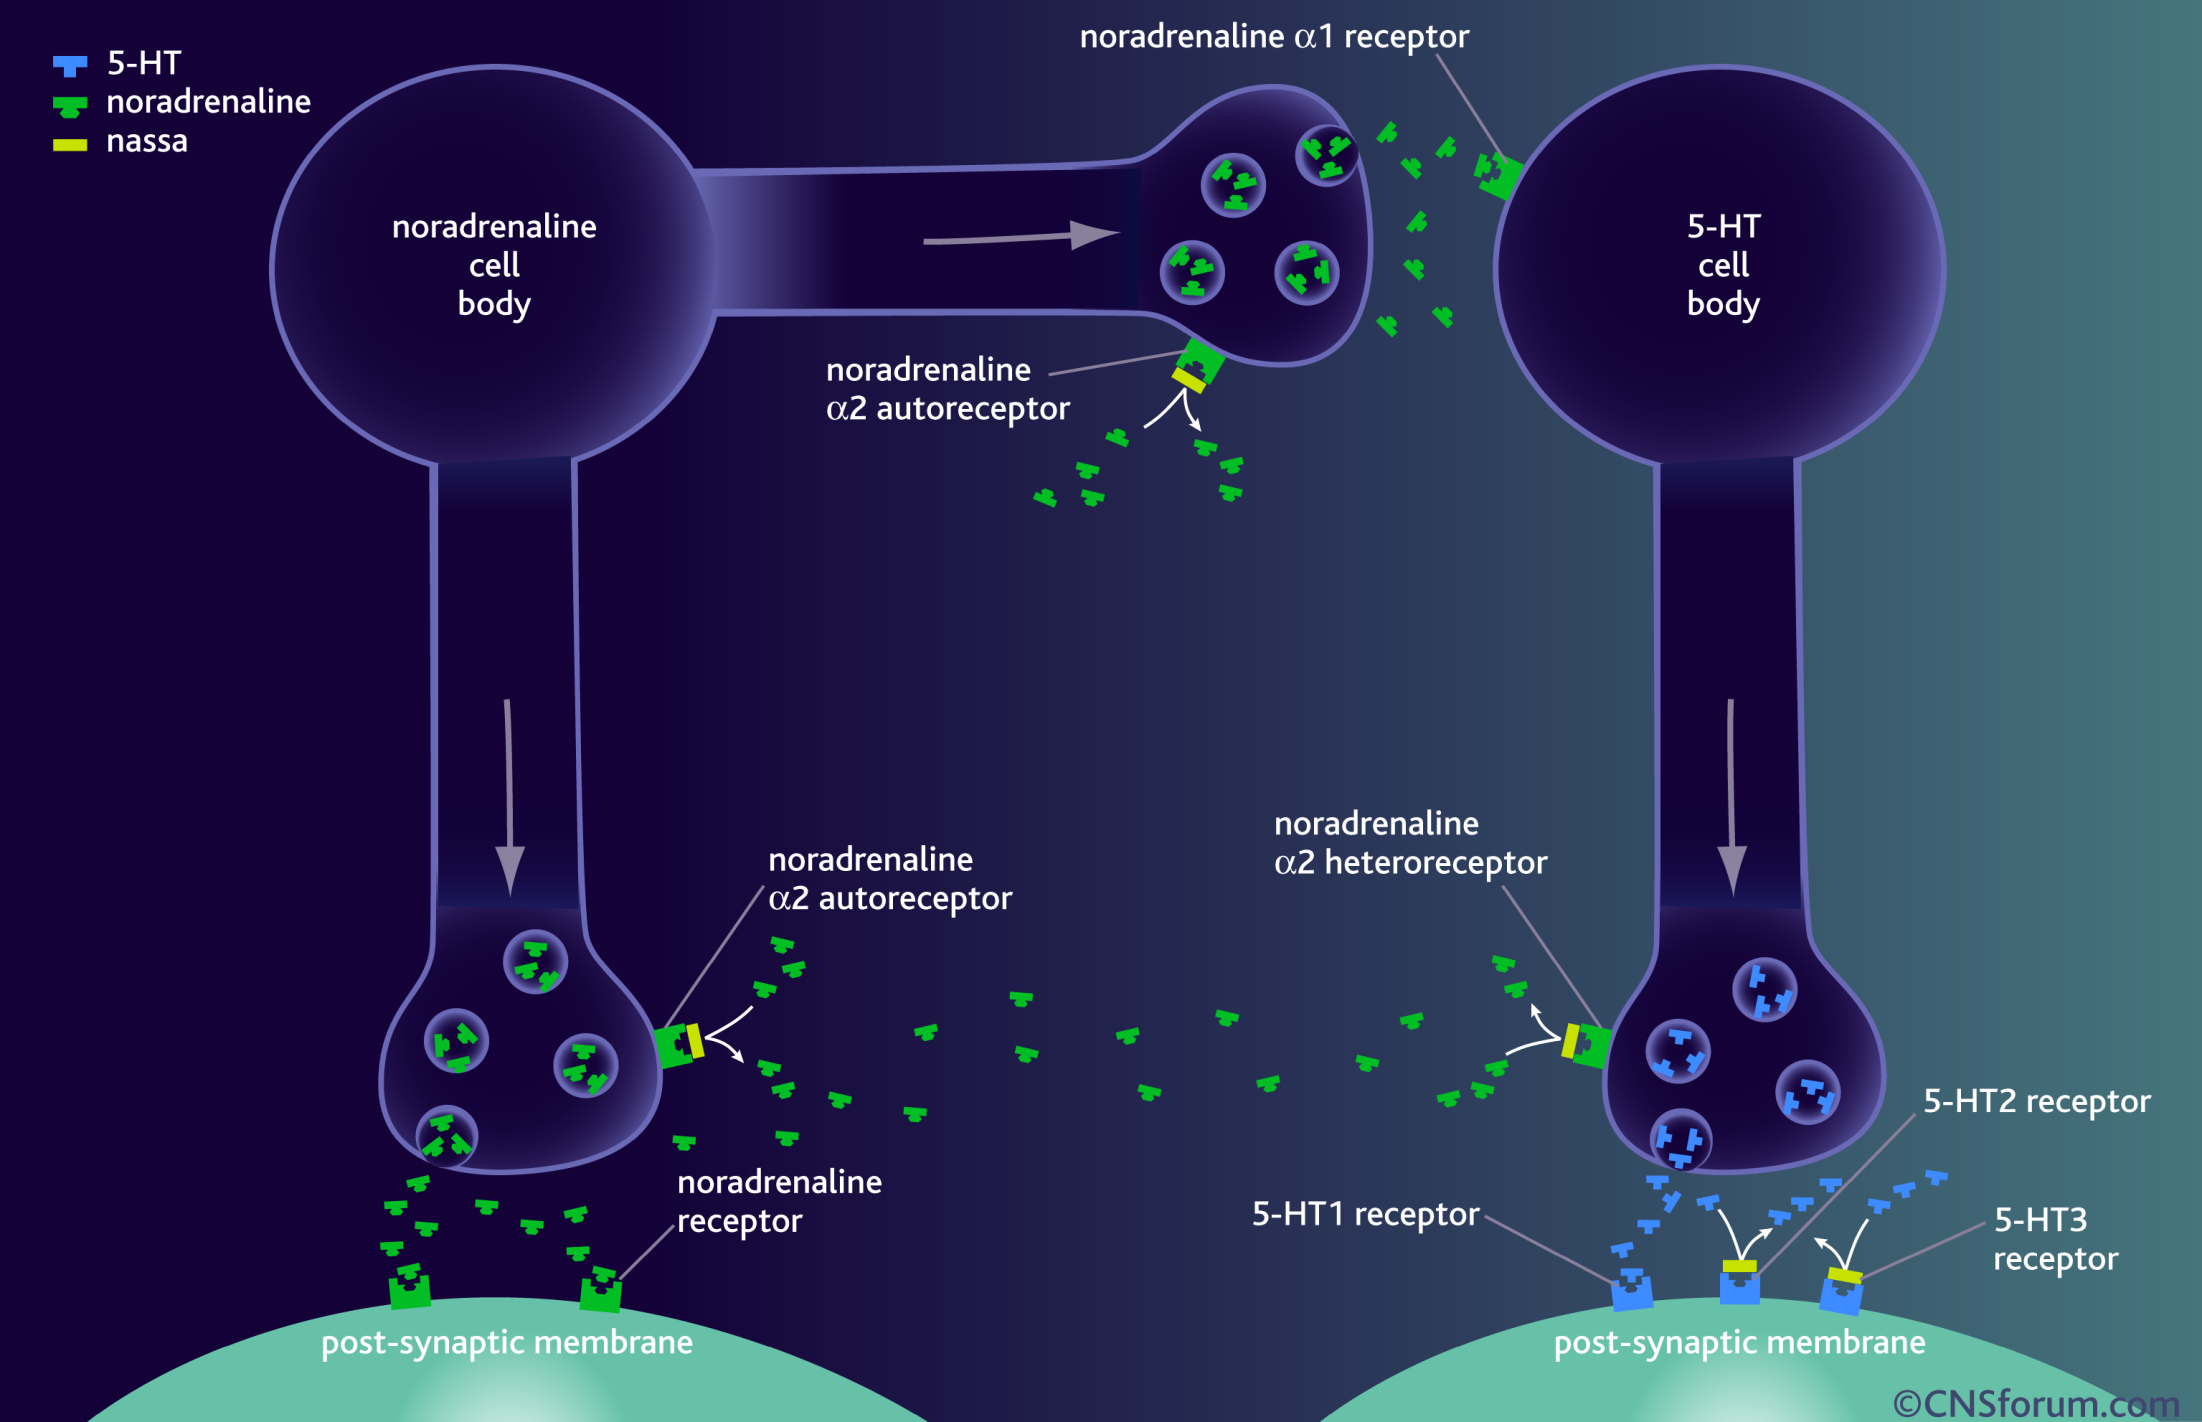 5-HT
noradrenaline
nassa
noradrenaline α1 receptor
noradrenaline
cell
body
5-HT
cell
body
noradrenaline
α2 autoreceptor
noradrenaline
α2 autoreceptor
noradrenaline
α2 heteroreceptor
noradrenaline
receptor
5-HT1 receptor
5-HT2 receptor
5-HT3
receptor
post-synaptic membrane
post-synaptic membrane
©CNSforum.com